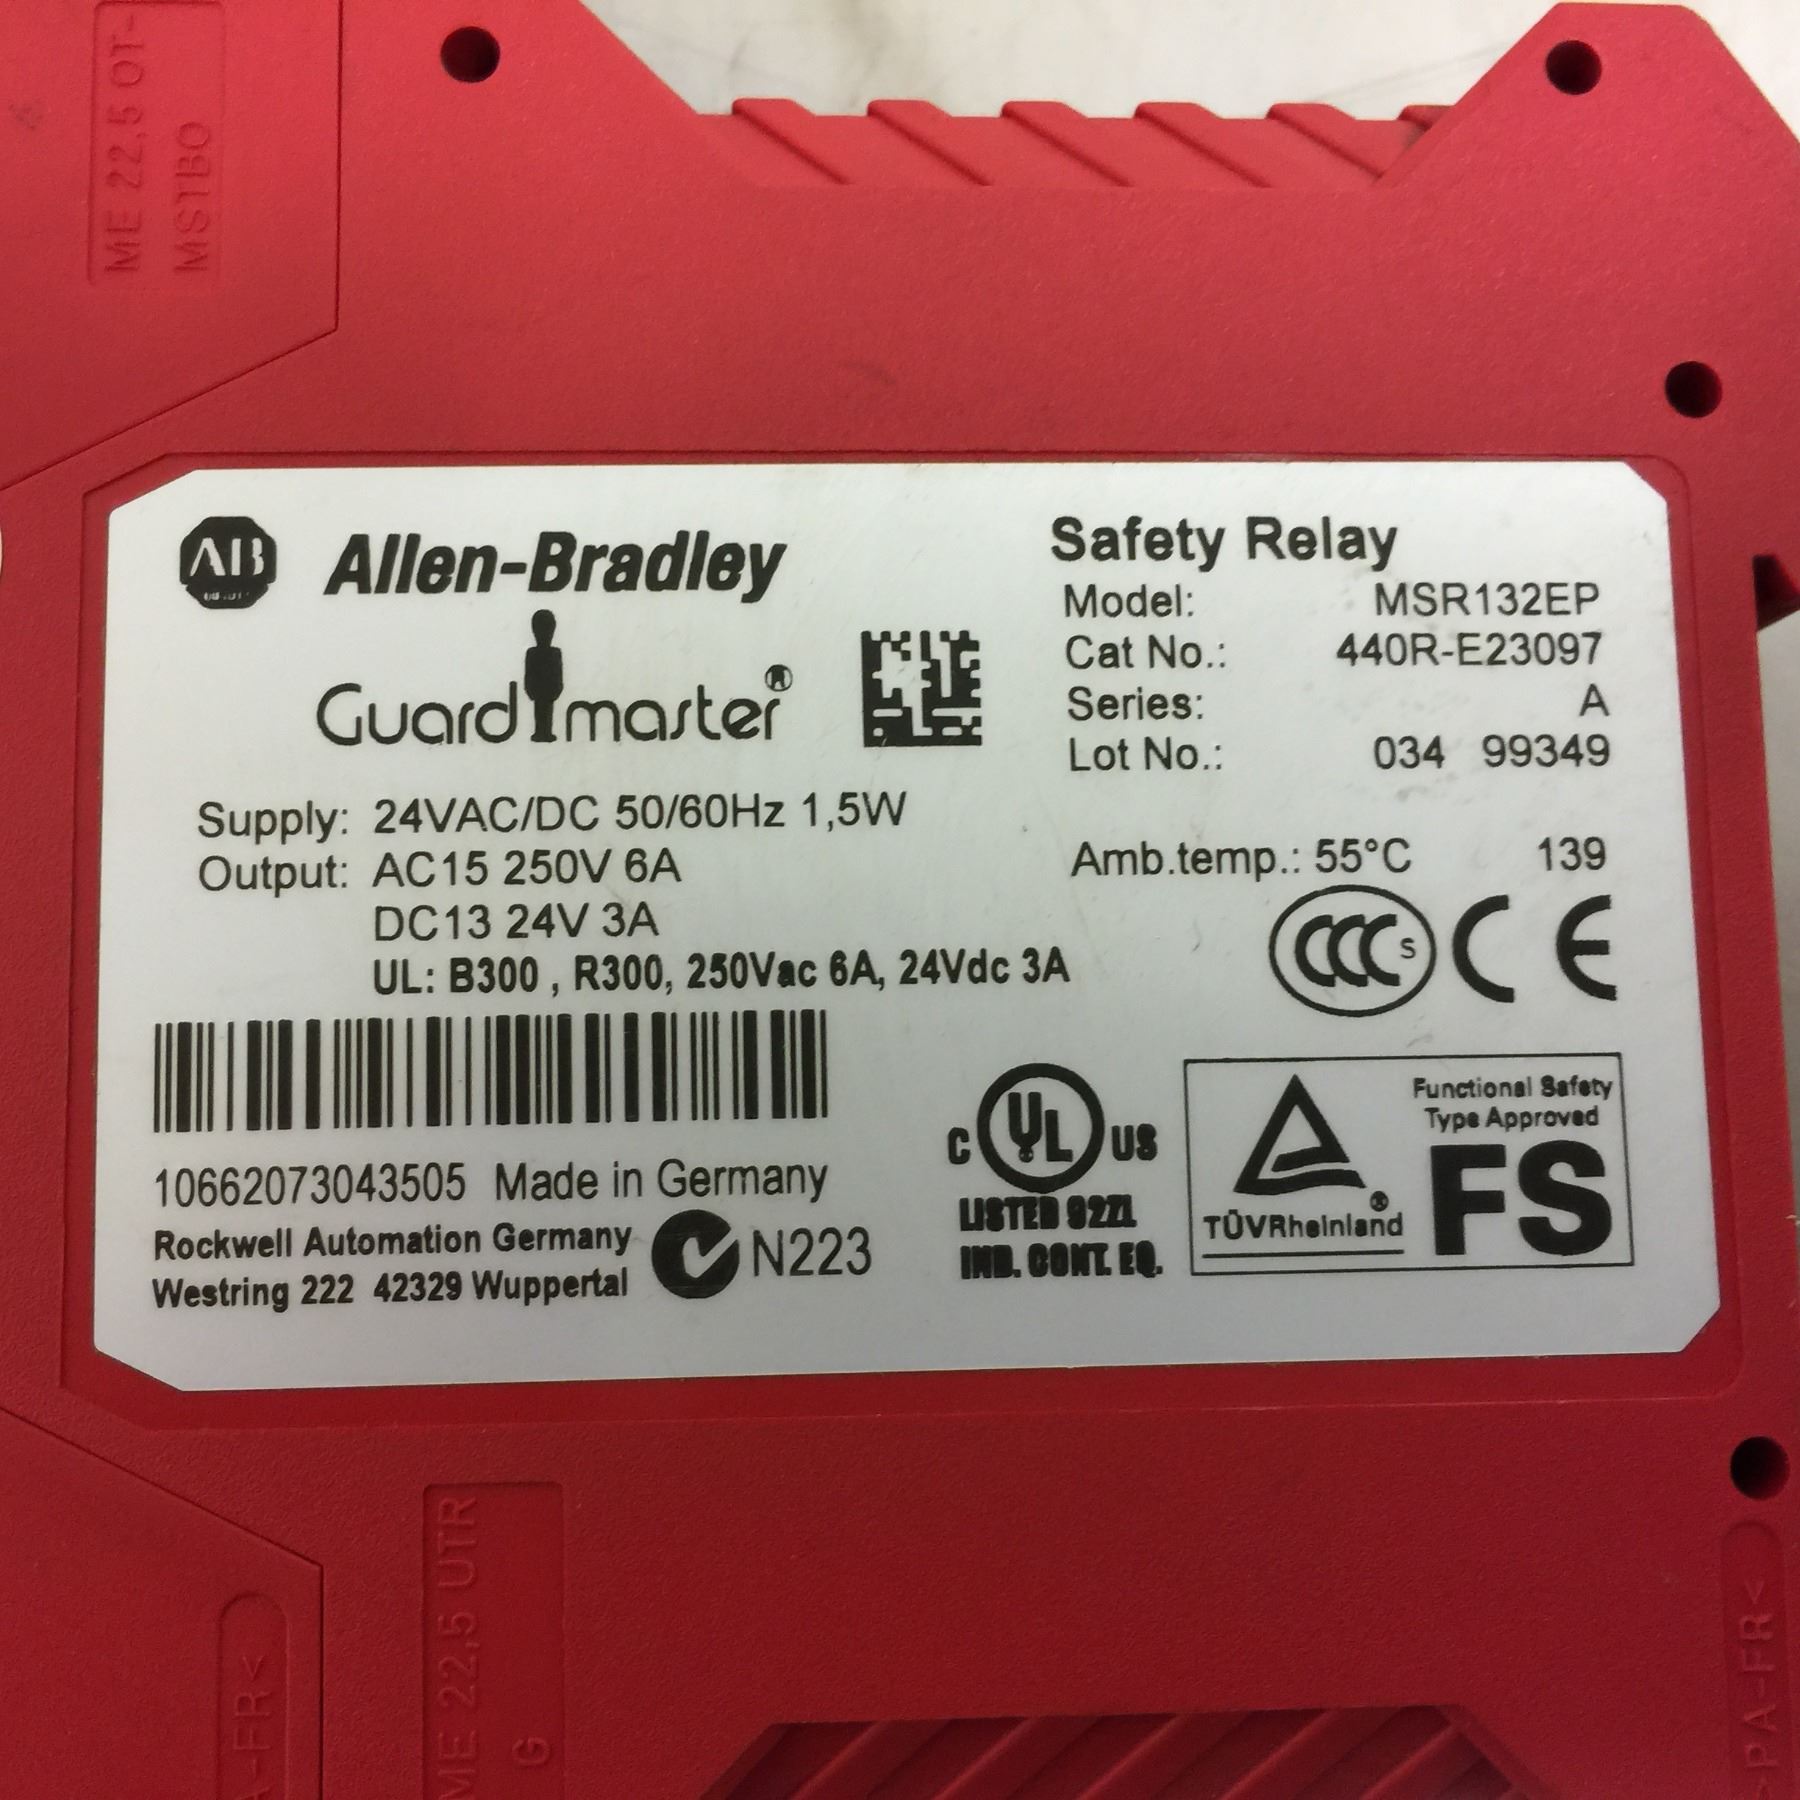 ME 22,5 OT-
MSTBO
AB
Allen-Bradley
Guardmaster®
Safety Relay
Model: MSR132EP
Cat No.: 440R-E23097
Series: A
Lot No.: 034 99349
Supply: 24VAC/DC 50/60Hz 1,5W
Output: AC15 250V 6A
DC13 24V 3A
UL: B300 , R300, 250Vac 6A, 24Vdc 3A
Amb.temp.: 55°C 139
CCC S CE
10662073043505 Made in Germany
Rockwell Automation Germany
Westring 222 42329 Wuppertal
N223
C UL US
LISTED 92ZL
IND. CONT. EQ.
TÜVRheinland ®
Functional Safety
Type Approved
FS
ME 22,5 UTR
G
A-FR<
>PA-FR<